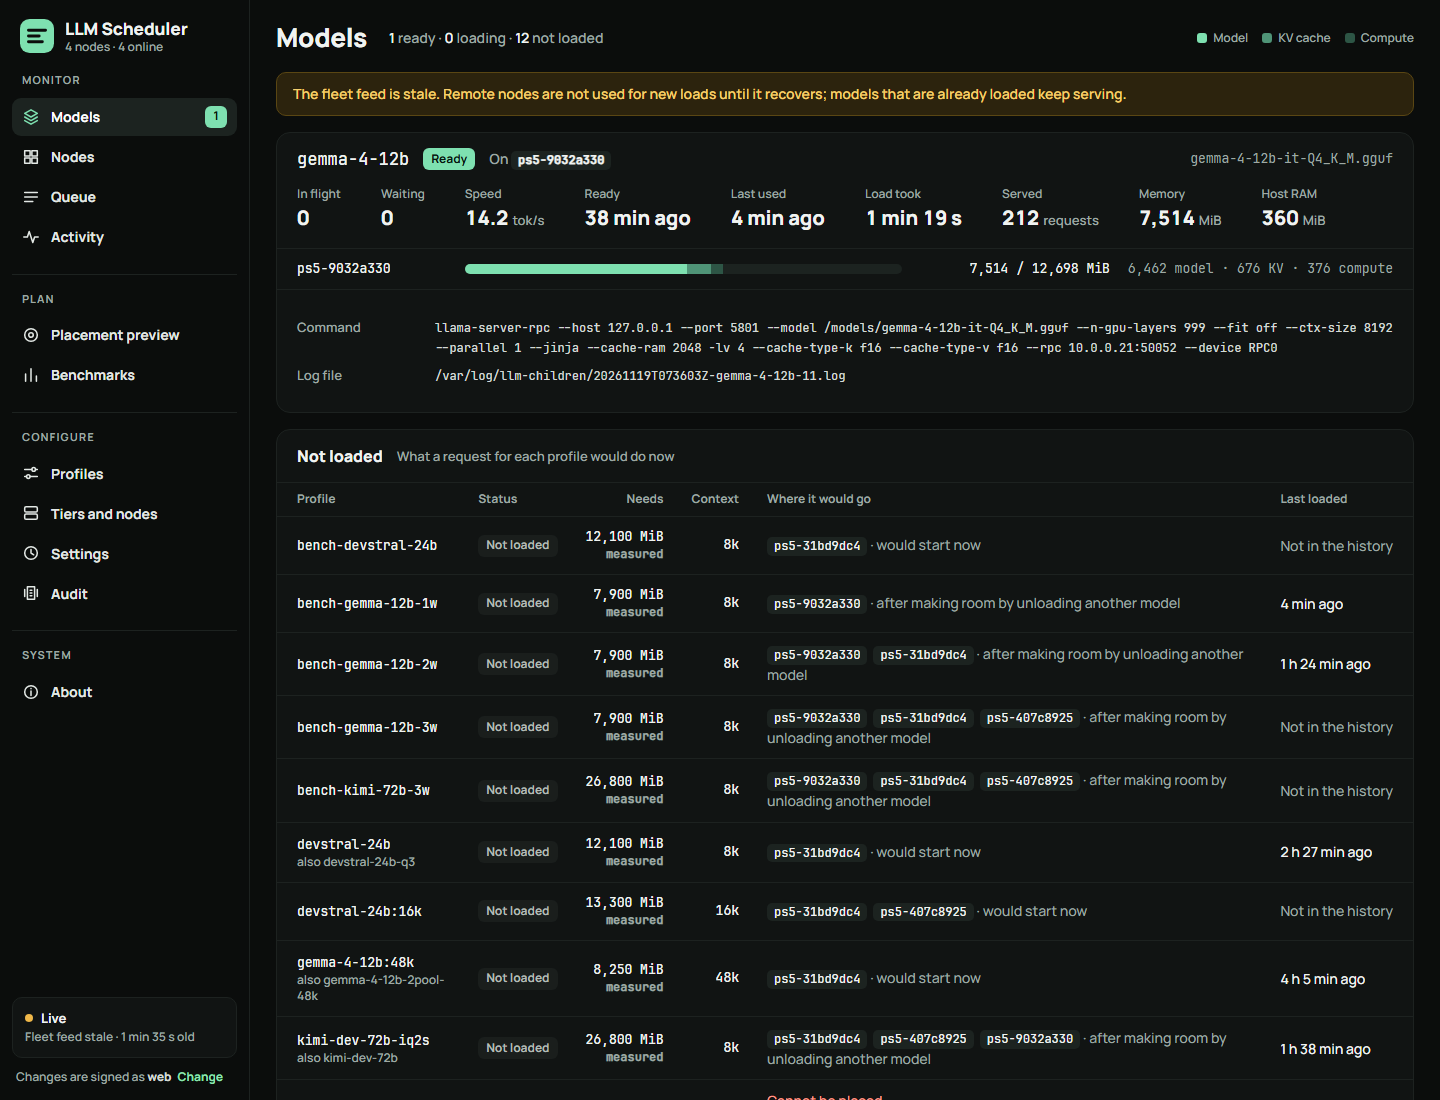 LLM Scheduler
4 nodes · 4 online
MONITOR
Models 1
Nodes
Queue
Activity
PLAN
Placement preview
Benchmarks
CONFIGURE
Profiles
Tiers and nodes
Settings
Audit
SYSTEM
About
Live
Fleet feed stale · 1 min 35 s old
Changes are signed as web Change
Models 1 ready · 0 loading · 12 not loaded
Model KV cache Compute
The fleet feed is stale. Remote nodes are not used for new loads until it recovers; models that are already loaded keep serving.
gemma-4-12b Ready On ps5-9032a330 gemma-4-12b-it-Q4_K_M.gguf
In flight Waiting Speed Ready Last used Load took Served Memory Host RAM
0 0 14.2 tok/s 38 min ago 4 min ago 1 min 19 s 212 requests 7,514 MiB 360 MiB
ps5-9032a330 7,514 / 12,698 MiB 6,462 model · 676 KV · 376 compute
Command llama-server-rpc --host 127.0.0.1 --port 5801 --model /models/gemma-4-12b-it-Q4_K_M.gguf --n-gpu-layers 999 --fit off --ctx-size 8192
--parallel 1 --jinja --cache-ram 2048 -lv 4 --cache-type-k f16 --cache-type-v f16 --rpc 10.0.0.21:50052 --device RPC0
Log file /var/log/llm-children/20261119T073603Z-gemma-4-12b-11.log
Not loaded What a request for each profile would do now
Profile Status Needs Context Where it would go Last loaded
bench-devstral-24b Not loaded 12,100 MiB measured 8k ps5-31bd9dc4 · would start now Not in the history
bench-gemma-12b-1w Not loaded 7,900 MiB measured 8k ps5-9032a330 · after making room by unloading another model 4 min ago
bench-gemma-12b-2w Not loaded 7,900 MiB measured 8k ps5-9032a330 ps5-31bd9dc4 · after making room by unloading another model 1 h 24 min ago
bench-gemma-12b-3w Not loaded 7,900 MiB measured 8k ps5-9032a330 ps5-31bd9dc4 ps5-407c8925 · after making room by unloading another model Not in the history
bench-kimi-72b-3w Not loaded 26,800 MiB measured 8k ps5-9032a330 ps5-31bd9dc4 ps5-407c8925 · after making room by unloading another model Not in the history
devstral-24b also devstral-24b-q3 Not loaded 12,100 MiB measured 8k ps5-31bd9dc4 · would start now 2 h 27 min ago
devstral-24b:16k Not loaded 13,300 MiB measured 16k ps5-31bd9dc4 ps5-407c8925 · would start now Not in the history
gemma-4-12b:48k also gemma-4-12b-2pool-48k Not loaded 8,250 MiB measured 48k ps5-31bd9dc4 · would start now 4 h 5 min ago
kimi-dev-72b-iq2s also kimi-dev-72b Not loaded 26,800 MiB measured 8k ps5-31bd9dc4 ps5-407c8925 ps5-9032a330 · after making room by unloading another model 1 h 38 min ago
Cannot be placed